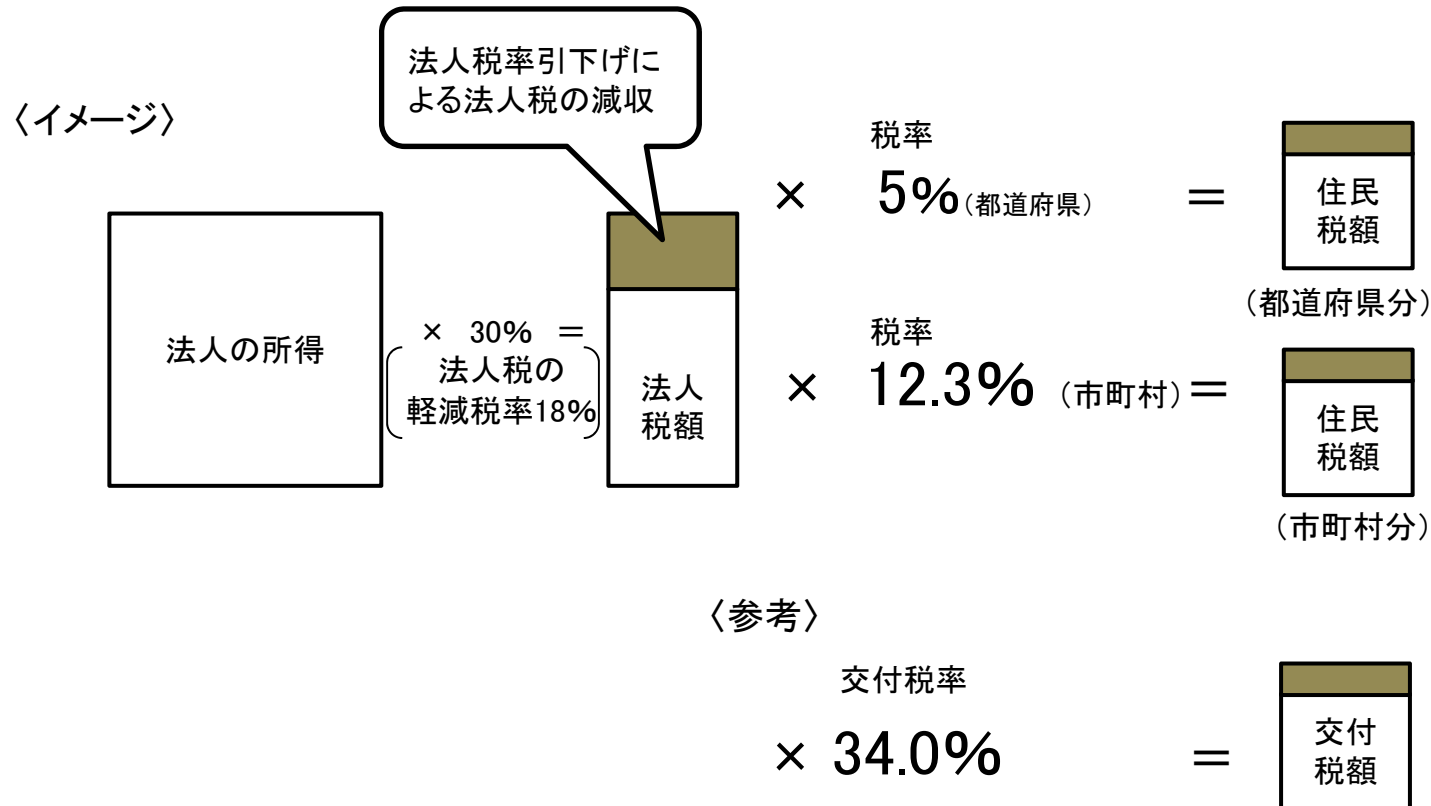 法人税率引下げに
よる法人税の減収
〈イメージ〉
法人の所得
× 30% =
法人税の
軽減税率18%
法人
税額
税率
× 5%(都道府県) =
住民
税額
(都道府県分)
税率
× 12.3% (市町村) =
住民
税額
(市町村分)
〈参考〉
交付税率
× 34.0% =
交付
税額